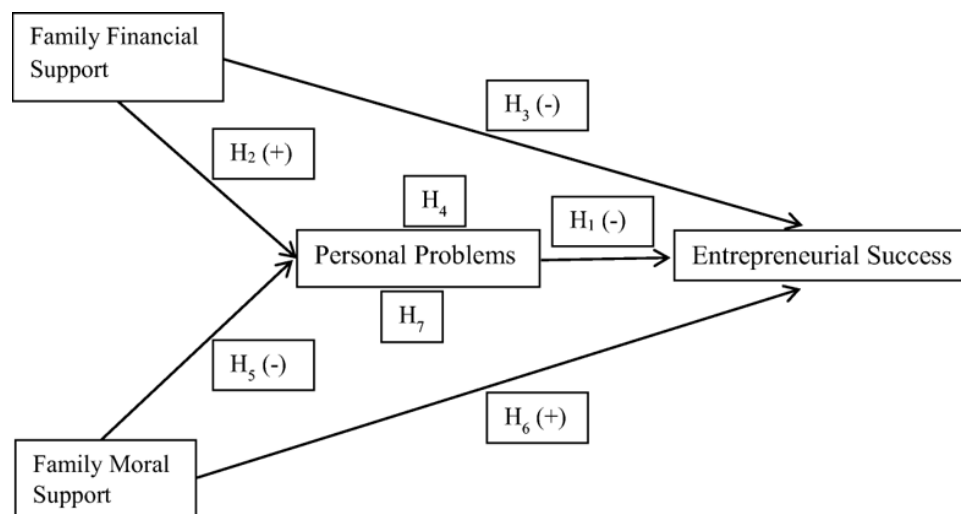 Family Financial
Support
H₃ (-)
H₂ (+)
H₄
H₁ (-)
Personal Problems
Entrepreneurial Success
H₇
H₅ (-)
H₆ (+)
Family Moral
Support